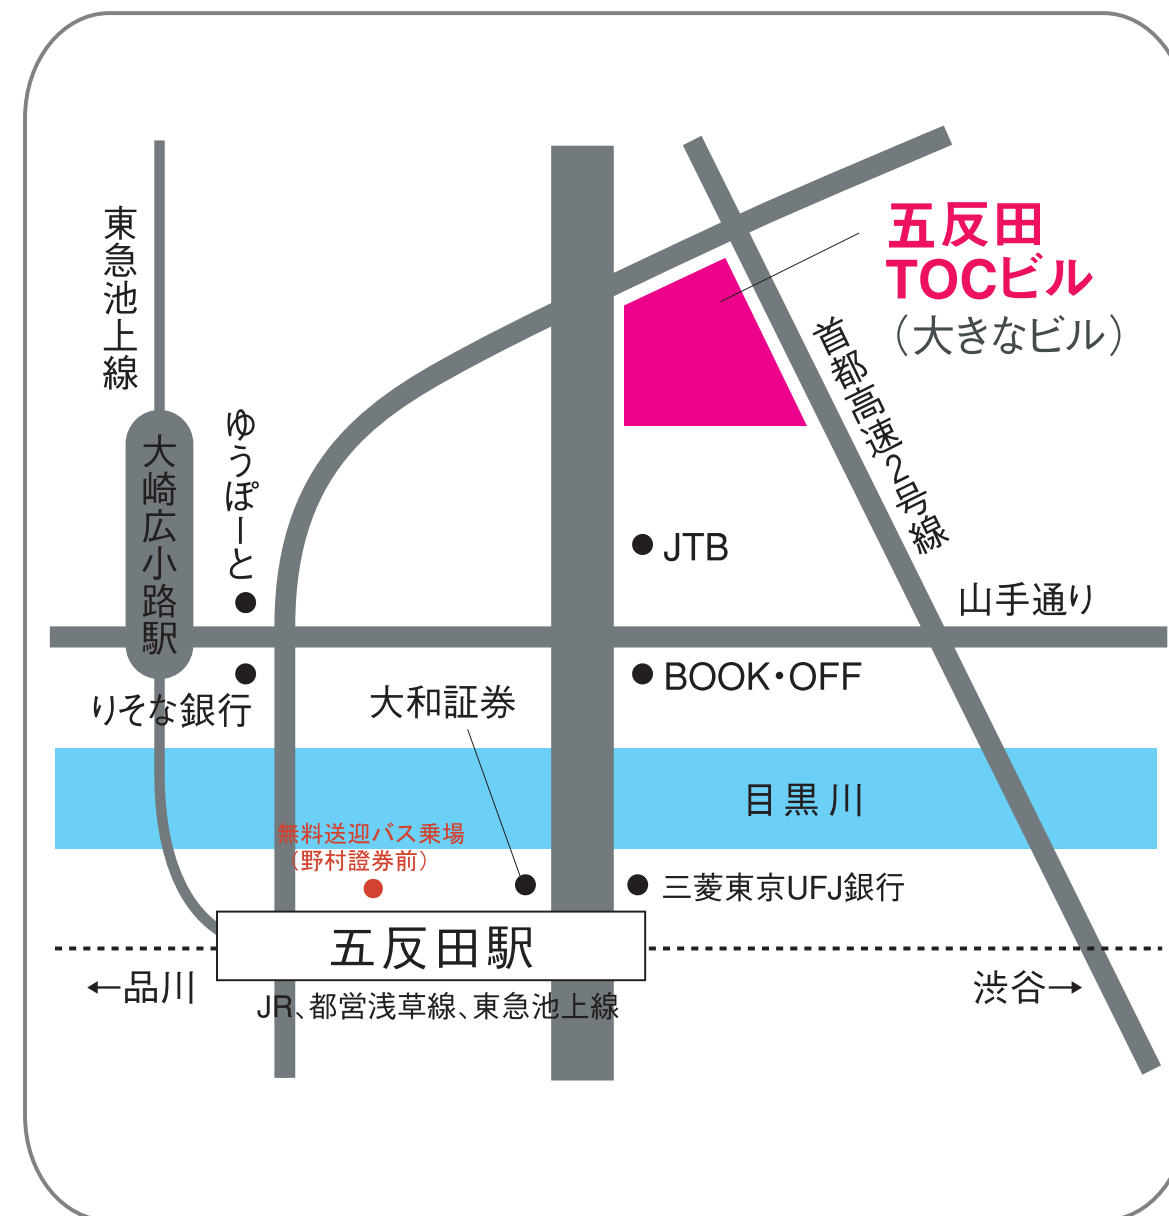 東急池上線
五反田
TOCビル
（大きなビル）
首都高速2号線
大崎広小路駅
ゆうぽーと
JTB
山手通り
BOOK・OFF
りそな銀行
大和証券
目黒川
無料送迎バス乗場
（野村證券前）
三菱東京UFJ銀行
五反田駅
←品川
渋谷→
JR、都営浅草線、東急池上線